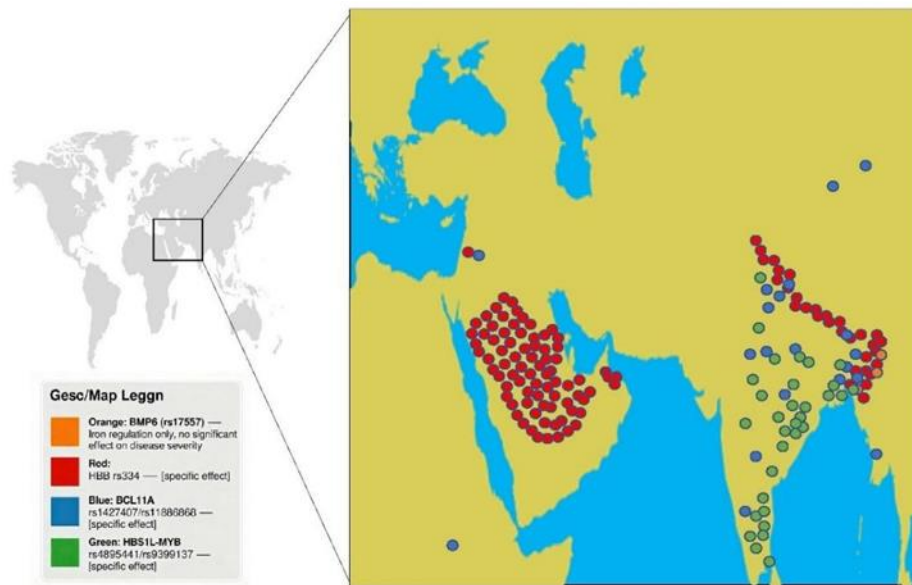 Gesc/Map Leggn
Orange: BMP6 (rs17557) —
Iron regulation only, no significant
effect on disease severity
Red:
HBB rs334 — [specific effect]
Blue: BCL11A
rs1427407/rs11886868 —
[specific effect]
Green: HBS1L-MYB
rs4895441/rs9399137 —
[specific effect]